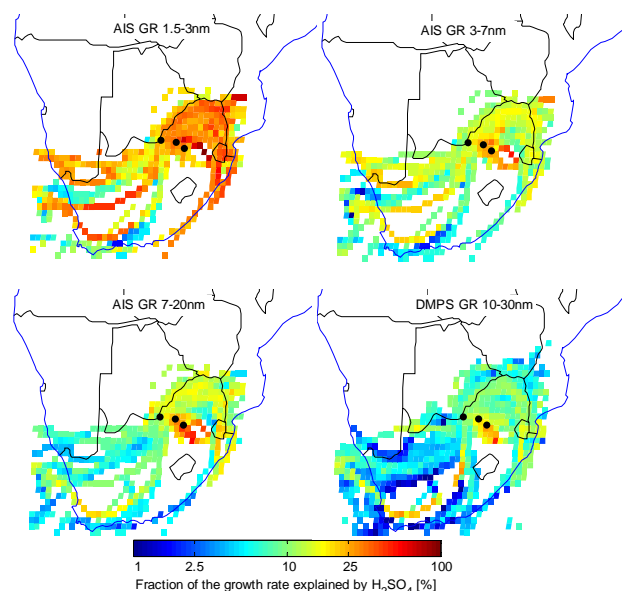 AIS GR 1.5-3nm
AIS GR 3-7nm
AIS GR 7-20nm
DMPS GR 10-30nm
1 2.5 10 25 100
Fraction of the growth rate explained by H₂SO₄ [%]